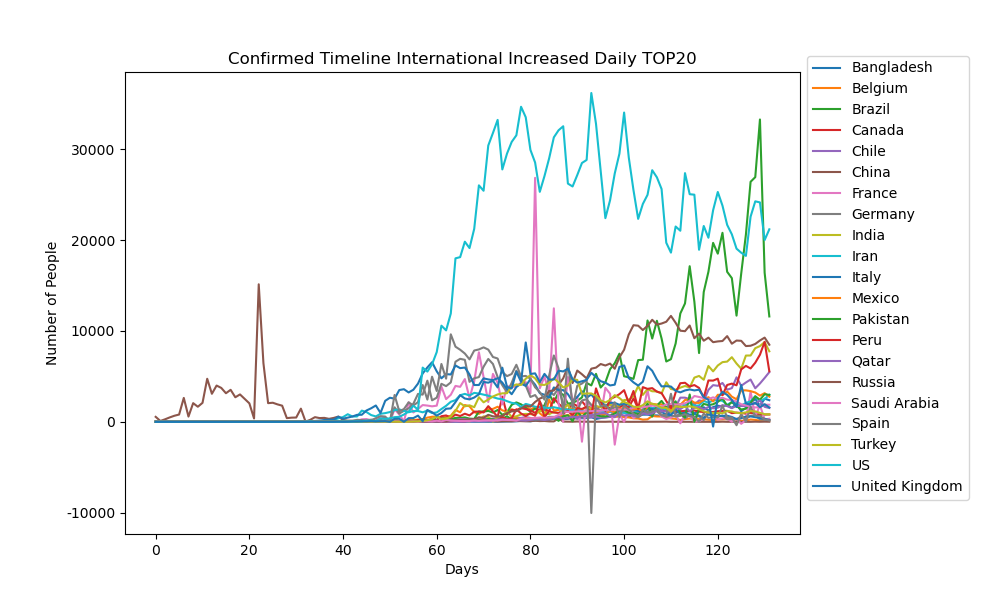 Confirmed Timeline International Increased Daily TOP20
Number of People
30000
20000
10000
0
-10000
0 20 40 60 80 100 120
Days
Bangladesh
Belgium
Brazil
Canada
Chile
China
France
Germany
India
Iran
Italy
Mexico
Pakistan
Peru
Qatar
Russia
Saudi Arabia
Spain
Turkey
US
United Kingdom